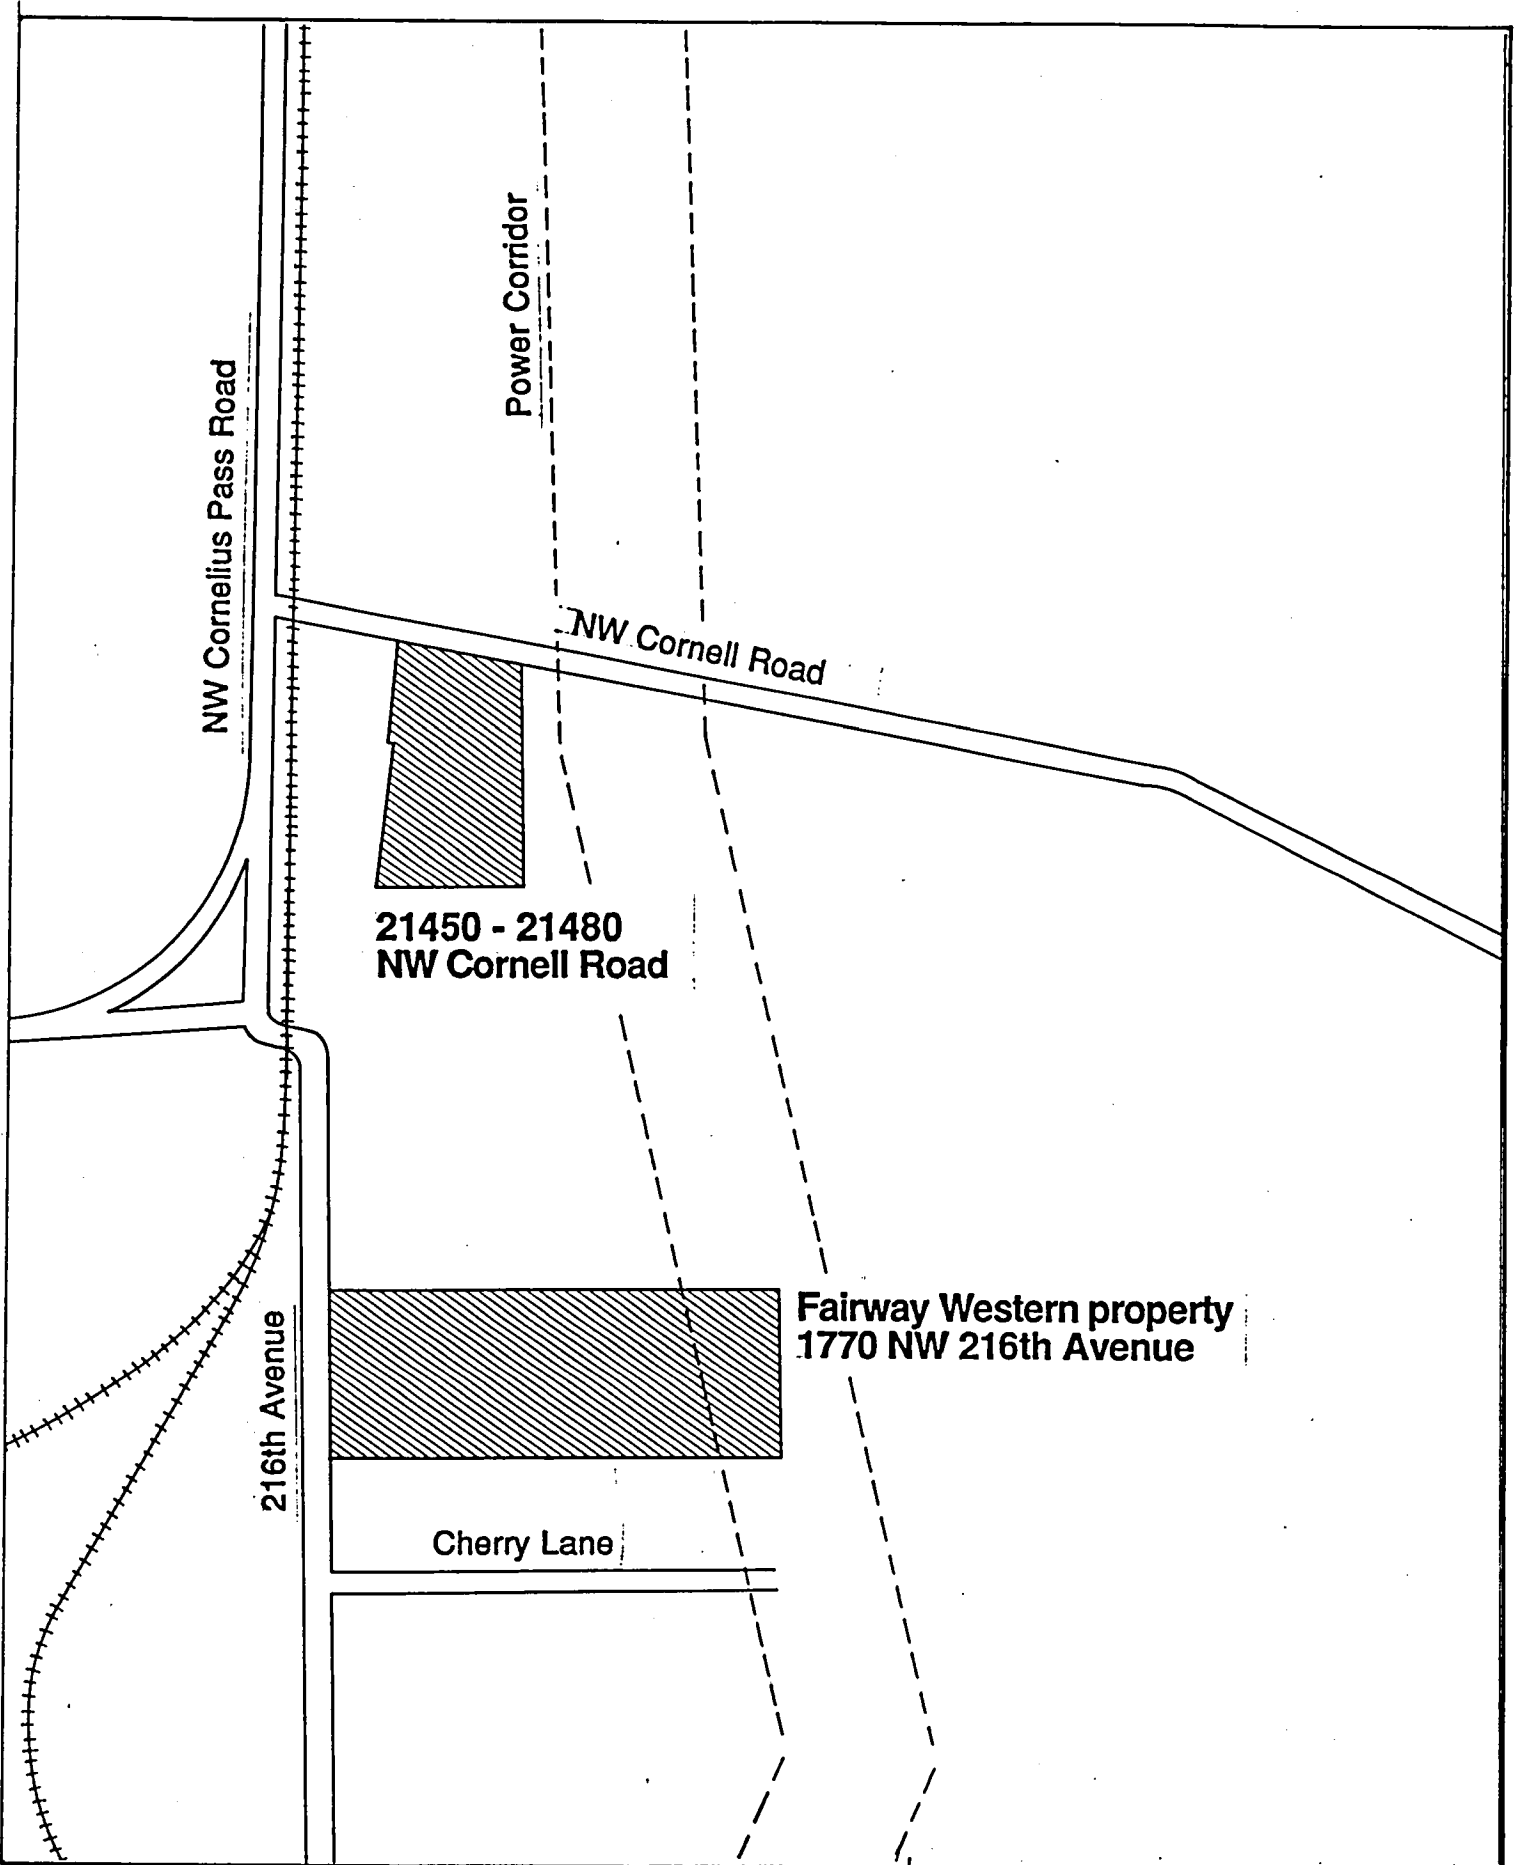 Power Corridor
NW Cornelius Pass Road
NW Cornell Road
21450 - 21480
NW Cornell Road
Fairway Western property
1770 NW 216th Avenue
216th Avenue
Cherry Lane